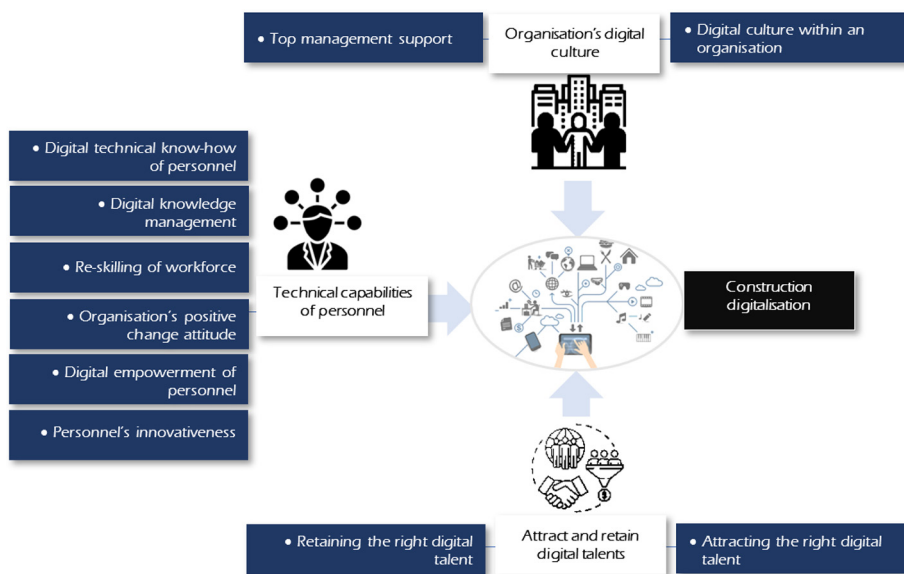 • Top management support
Organisation's digital
culture
• Digital culture within an
organisation
• Digital technical know-how
of personnel
• Digital knowledge
management
• Re-skilling of workforce
• Organisation's positive
change attitude
• Digital empowerment of
personnel
• Personnel's innovativeness
Technical capabilities
of personnel
Construction
digitalisation
• Retaining the right digital
talent
Attract and retain
digital talents
• Attracting the right digital
talent